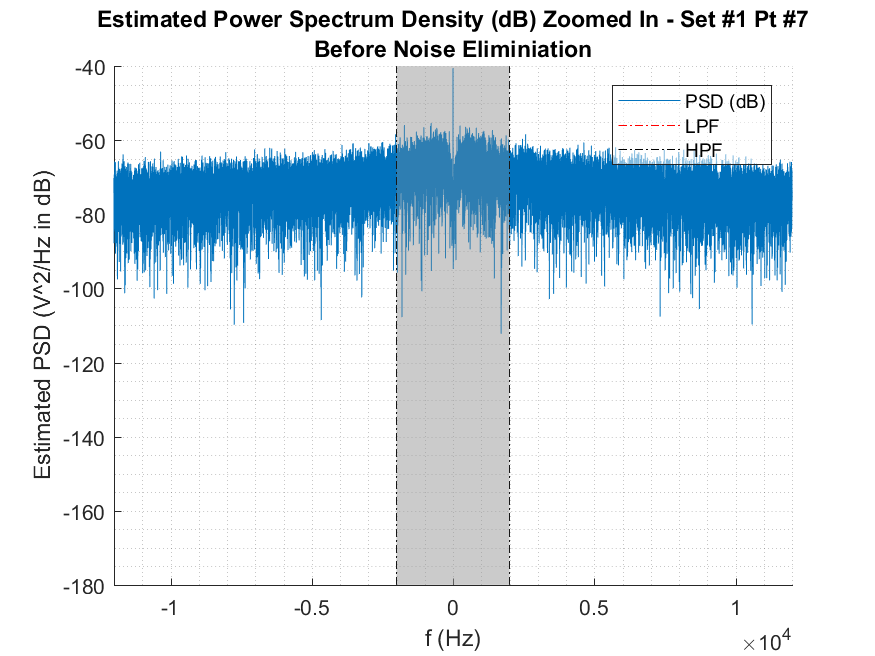 Estimated Power Spectrum Density (dB) Zoomed In - Set #1 Pt #7
Before Noise Eliminiation
-40
-60
-80
-100
-120
-140
-160
-180
Estimated PSD (V^2/Hz in dB)
PSD (dB)
LPF
HPF
-1
-0.5
0
0.5
1
f (Hz)
×10^4